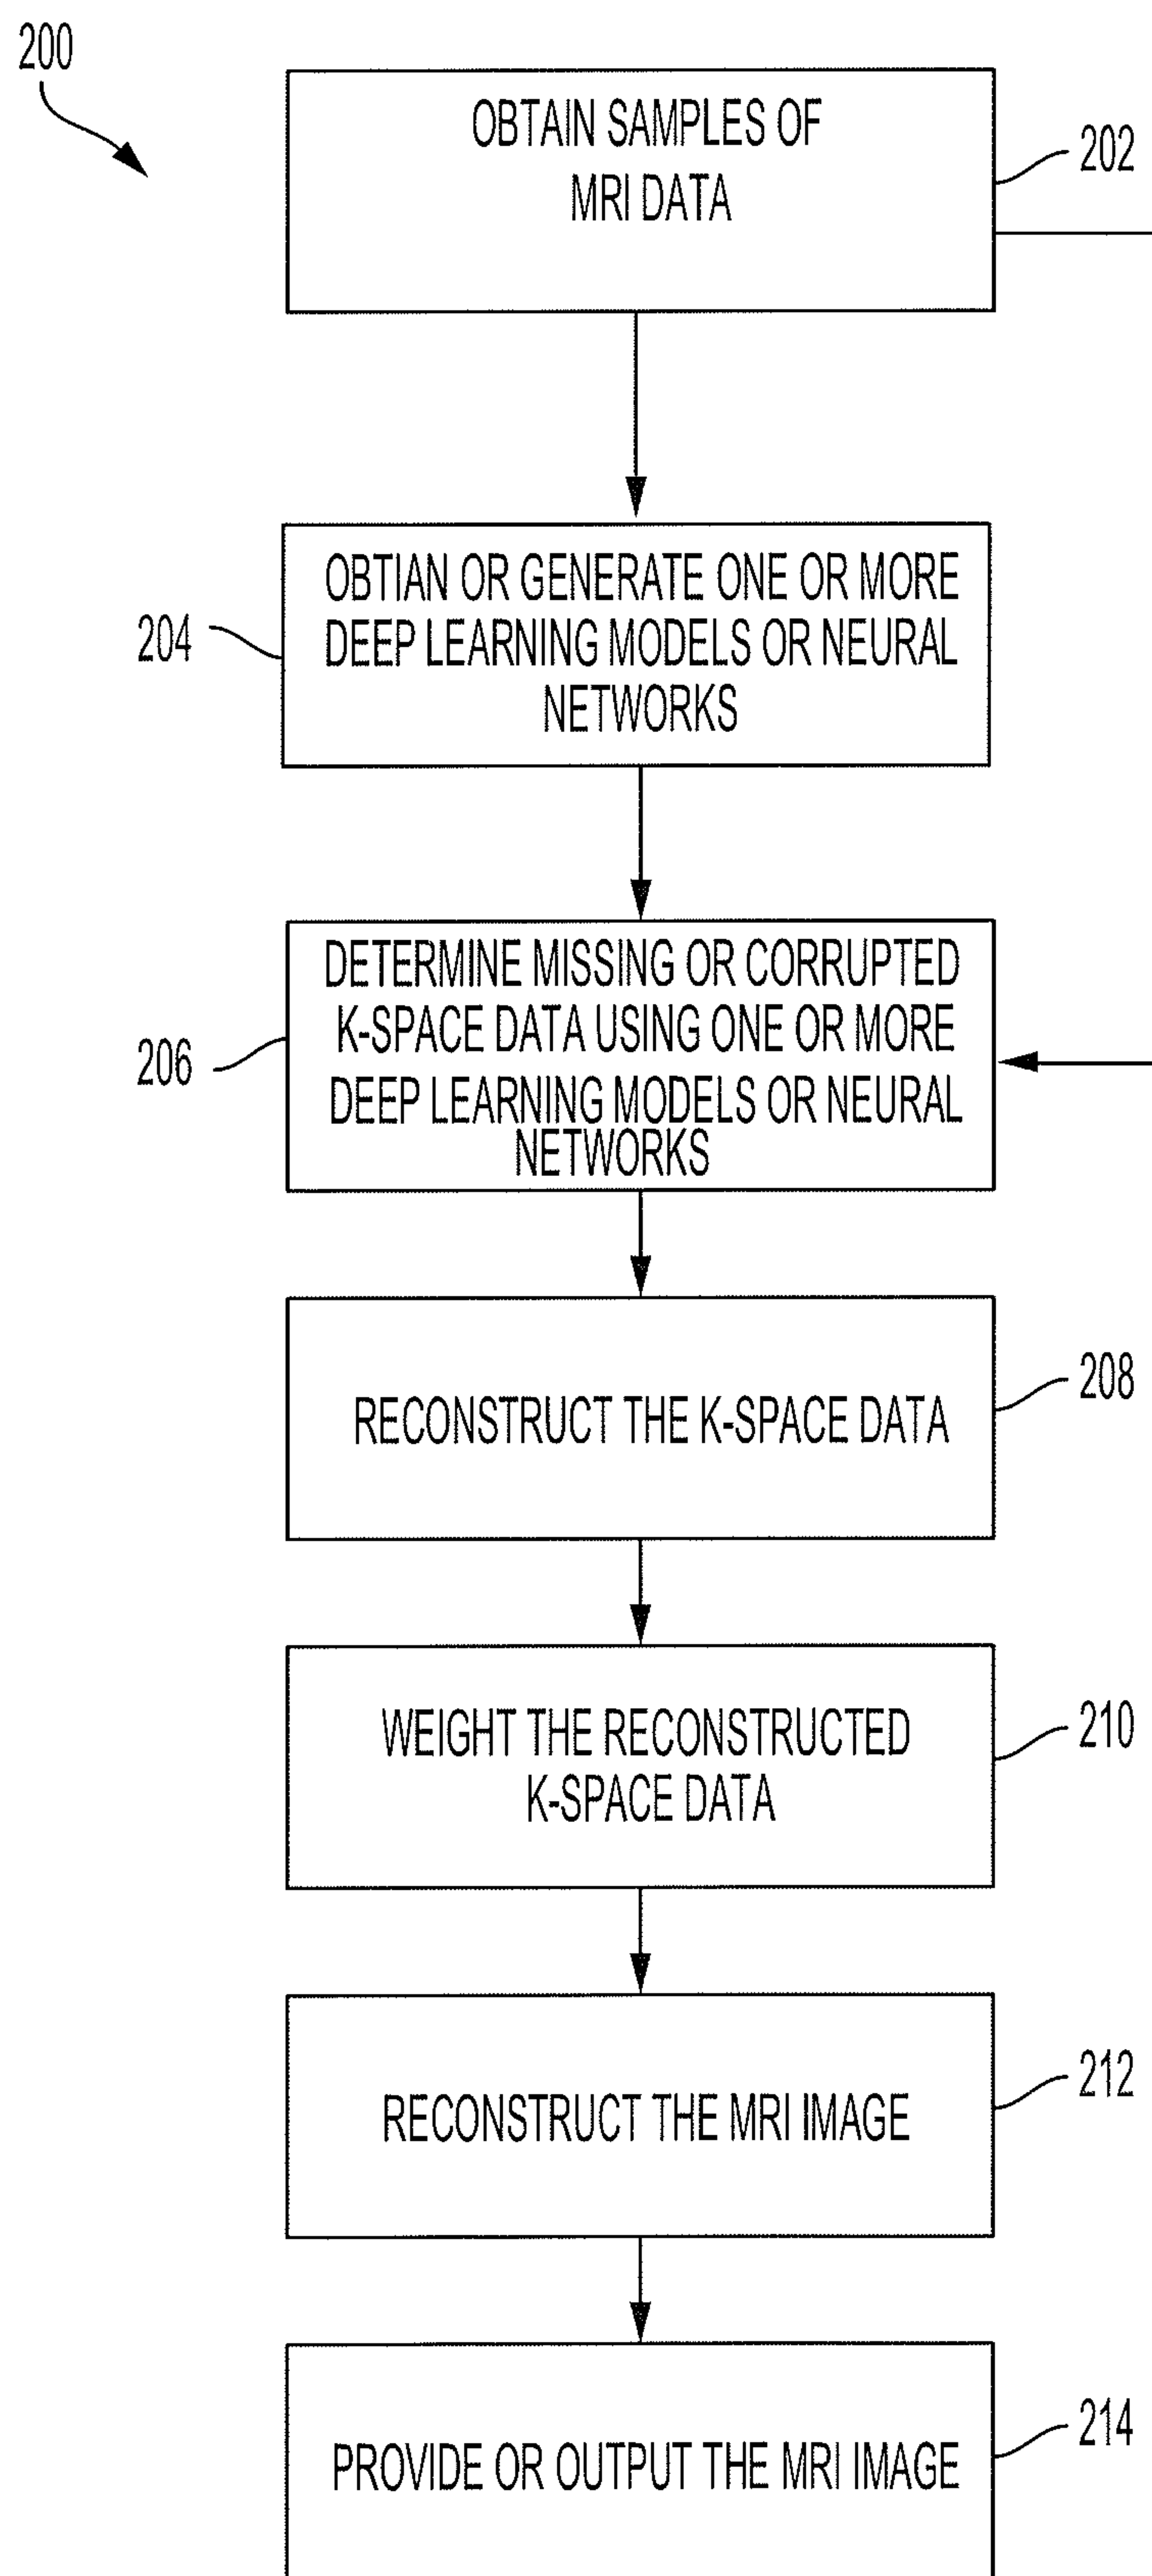 200
OBTAIN SAMPLES OF
MRI DATA
202
OBTIAN OR GENERATE ONE OR MORE
DEEP LEARNING MODELS OR NEURAL
NETWORKS
204
DETERMINE MISSING OR CORRUPTED
K-SPACE DATA USING ONE OR MORE
DEEP LEARNING MODELS OR NEURAL
NETWORKS
206
RECONSTRUCT THE K-SPACE DATA
208
WEIGHT THE RECONSTRUCTED
K-SPACE DATA
210
RECONSTRUCT THE MRI IMAGE
212
PROVIDE OR OUTPUT THE MRI IMAGE
214